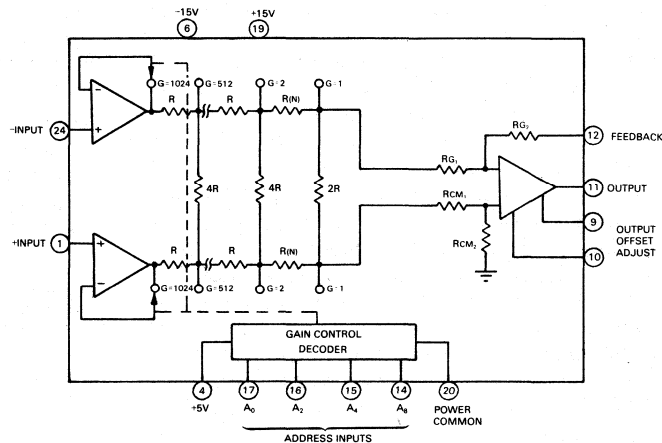 –15V +15V
6 19
G=1024 G=512 G=2 G=1
R R R(N)
–INPUT 24
RG₁ RG₂ 12 FEEDBACK
4R 4R 2R
RCM₁ 11 OUTPUT
RCM₂
9 OUTPUT
OFFSET
10 ADJUST
+INPUT 1
R R R(N)
G=1024 G=512 G=2 G=1
GAIN CONTROL
DECODER
4 17 16 15 14 20
+5V A₀ A₂ A₄ A₈ POWER
COMMON
ADDRESS INPUTS